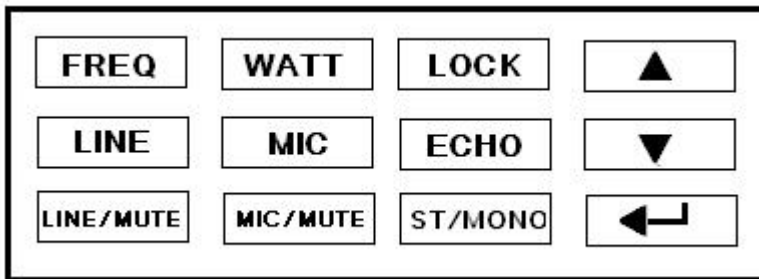 FREQ WATT LOCK ▲
LINE MIC ECHO ▼
LINE/MUTE MIC/MUTE ST/MONO ↵